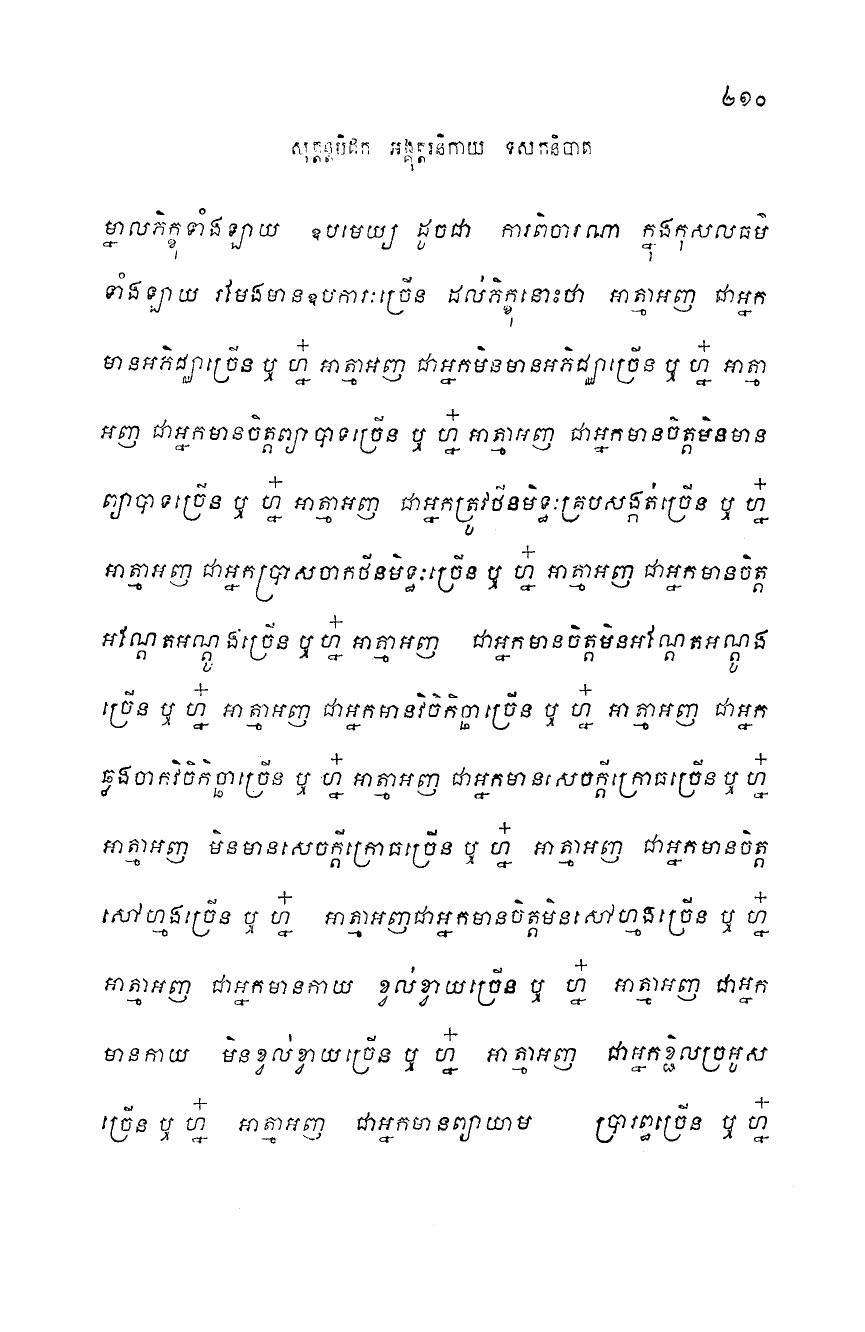 ២១០
សុត្តន្តបិដក អង្គុត្តរនិកាយ ទសកនិបាត
ម្នាលភិក្ខុទាំងឡាយ ឧបមេយ្យ ដូចជា ការពិចារណា ក្នុងកុសលធម៌
ទាំងឡាយ រមែងមានឧបការៈច្រើន ដល់ភិក្ខុនោះថា អាត្មាអញ ជាអ្នក
មានអភិជ្ឈាច្រើន ឬ ហ្ន៎ អាត្មាអញ ជាអ្នកមិនមានអភិជ្ឈាច្រើន ឬ ហ្ន៎ អាត្មា
អញ ជាអ្នកមានចិត្តព្យាបាទច្រើន ឬ ហ្ន៎ អាត្មាអញ ជាអ្នកមានចិត្តមិនមាន
ព្យាបាទច្រើន ឬ ហ្ន៎ អាត្មាអញ ជាអ្នកត្រូវថីនមិទ្ធៈគ្របសង្កត់ច្រើន ឬ ហ្ន៎
អាត្មាអញ ជាអ្នកប្រាសចាកថីនមិទ្ធៈច្រើន ឬ ហ្ន៎ អាត្មាអញ ជាអ្នកមានចិត្ត
អណ្តែតអណ្តូងច្រើន ឬ ហ្ន៎ អាត្មាអញ ជាអ្នកមានចិត្តមិនអណ្តែតអណ្តូង
ច្រើន ឬ ហ្ន៎ អាត្មាអញ ជាអ្នកមានវិចិកិច្ឆាច្រើន ឬ ហ្ន៎ អាត្មាអញ ជាអ្នក
ឆ្លងចាកវិចិកិច្ឆាច្រើន ឬ ហ្ន៎ អាត្មាអញ ជាអ្នកមានសេចក្តីក្រោធច្រើន ឬ ហ្ន៎
អាត្មាអញ មិនមានសេចក្តីក្រោធច្រើន ឬ ហ្ន៎ អាត្មាអញ ជាអ្នកមានចិត្ត
សៅហ្មងច្រើន ឬ ហ្ន៎ អាត្មាអញជាអ្នកមានចិត្តមិនសៅហ្មងច្រើន ឬ ហ្ន៎
អាត្មាអញ ជាអ្នកមានកាយ ខ្វល់ខ្វាយច្រើន ឬ ហ្ន៎ អាត្មាអញ ជាអ្នក
មានកាយ មិនខ្វល់ខ្វាយច្រើន ឬ ហ្ន៎ អាត្មាអញ ជាអ្នកខ្ជិលច្រអូស
ច្រើន ឬ ហ្ន៎ អាត្មាអញ ជាអ្នកមានព្យាយាម ប្រារព្ធច្រើន ឬ ហ្ន៎